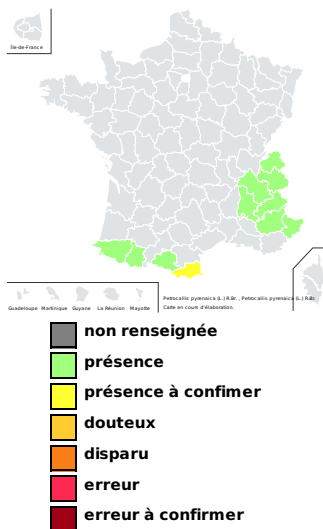 Île-de-France
Guadeloupe Martinique Guyane La Réunion Mayotte
Petrocallis pyrenaica (L.) R.Br. , Petrocallis pyrenaica (L.) R.Br.
Carte en cours d'élaboration.
non renseignée
présence
présence à confimer
douteux
disparu
erreur
erreur à confirmer